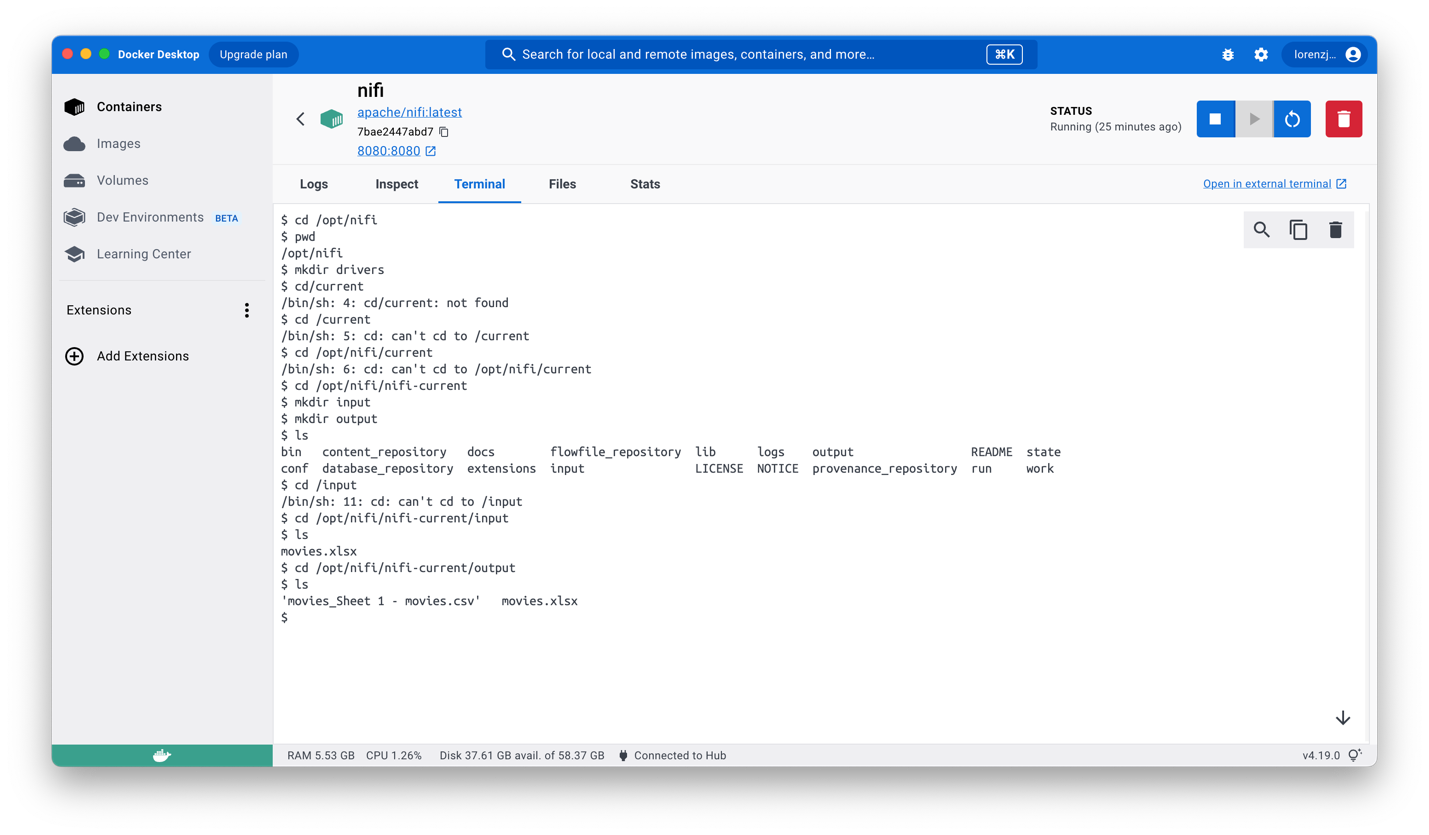 Docker Desktop
Upgrade plan
Search for local and remote images, containers, and more...
⌘K
lorenzj...
Containers
Images
Volumes
Dev Environments BETA
Learning Center
Extensions
Add Extensions
nifi
apache/nifi:latest
7bae2447abd7
8080:8080
STATUS
Running (25 minutes ago)
Logs Inspect Terminal Files Stats
Open in external terminal
$ cd /opt/nifi
$ pwd
/opt/nifi
$ mkdir drivers
$ cd/current
/bin/sh: 4: cd/current: not found
$ cd /current
/bin/sh: 5: cd: can't cd to /current
$ cd /opt/nifi/current
/bin/sh: 6: cd: can't cd to /opt/nifi/current
$ cd /opt/nifi/nifi-current
$ mkdir input
$ mkdir output
$ ls
bin   content_repository   docs        flowfile_repository  lib      logs    output                 README  state
conf  database_repository  extensions  input                LICENSE  NOTICE  provenance_repository  run     work
$ cd /input
/bin/sh: 11: cd: can't cd to /input
$ cd /opt/nifi/nifi-current/input
$ ls
movies.xlsx
$ cd /opt/nifi/nifi-current/output
$ ls
'movies_Sheet 1 - movies.csv'   movies.xlsx
$
RAM 5.53 GB CPU 1.26% Disk 37.61 GB avail. of 58.37 GB Connected to Hub
v4.19.0